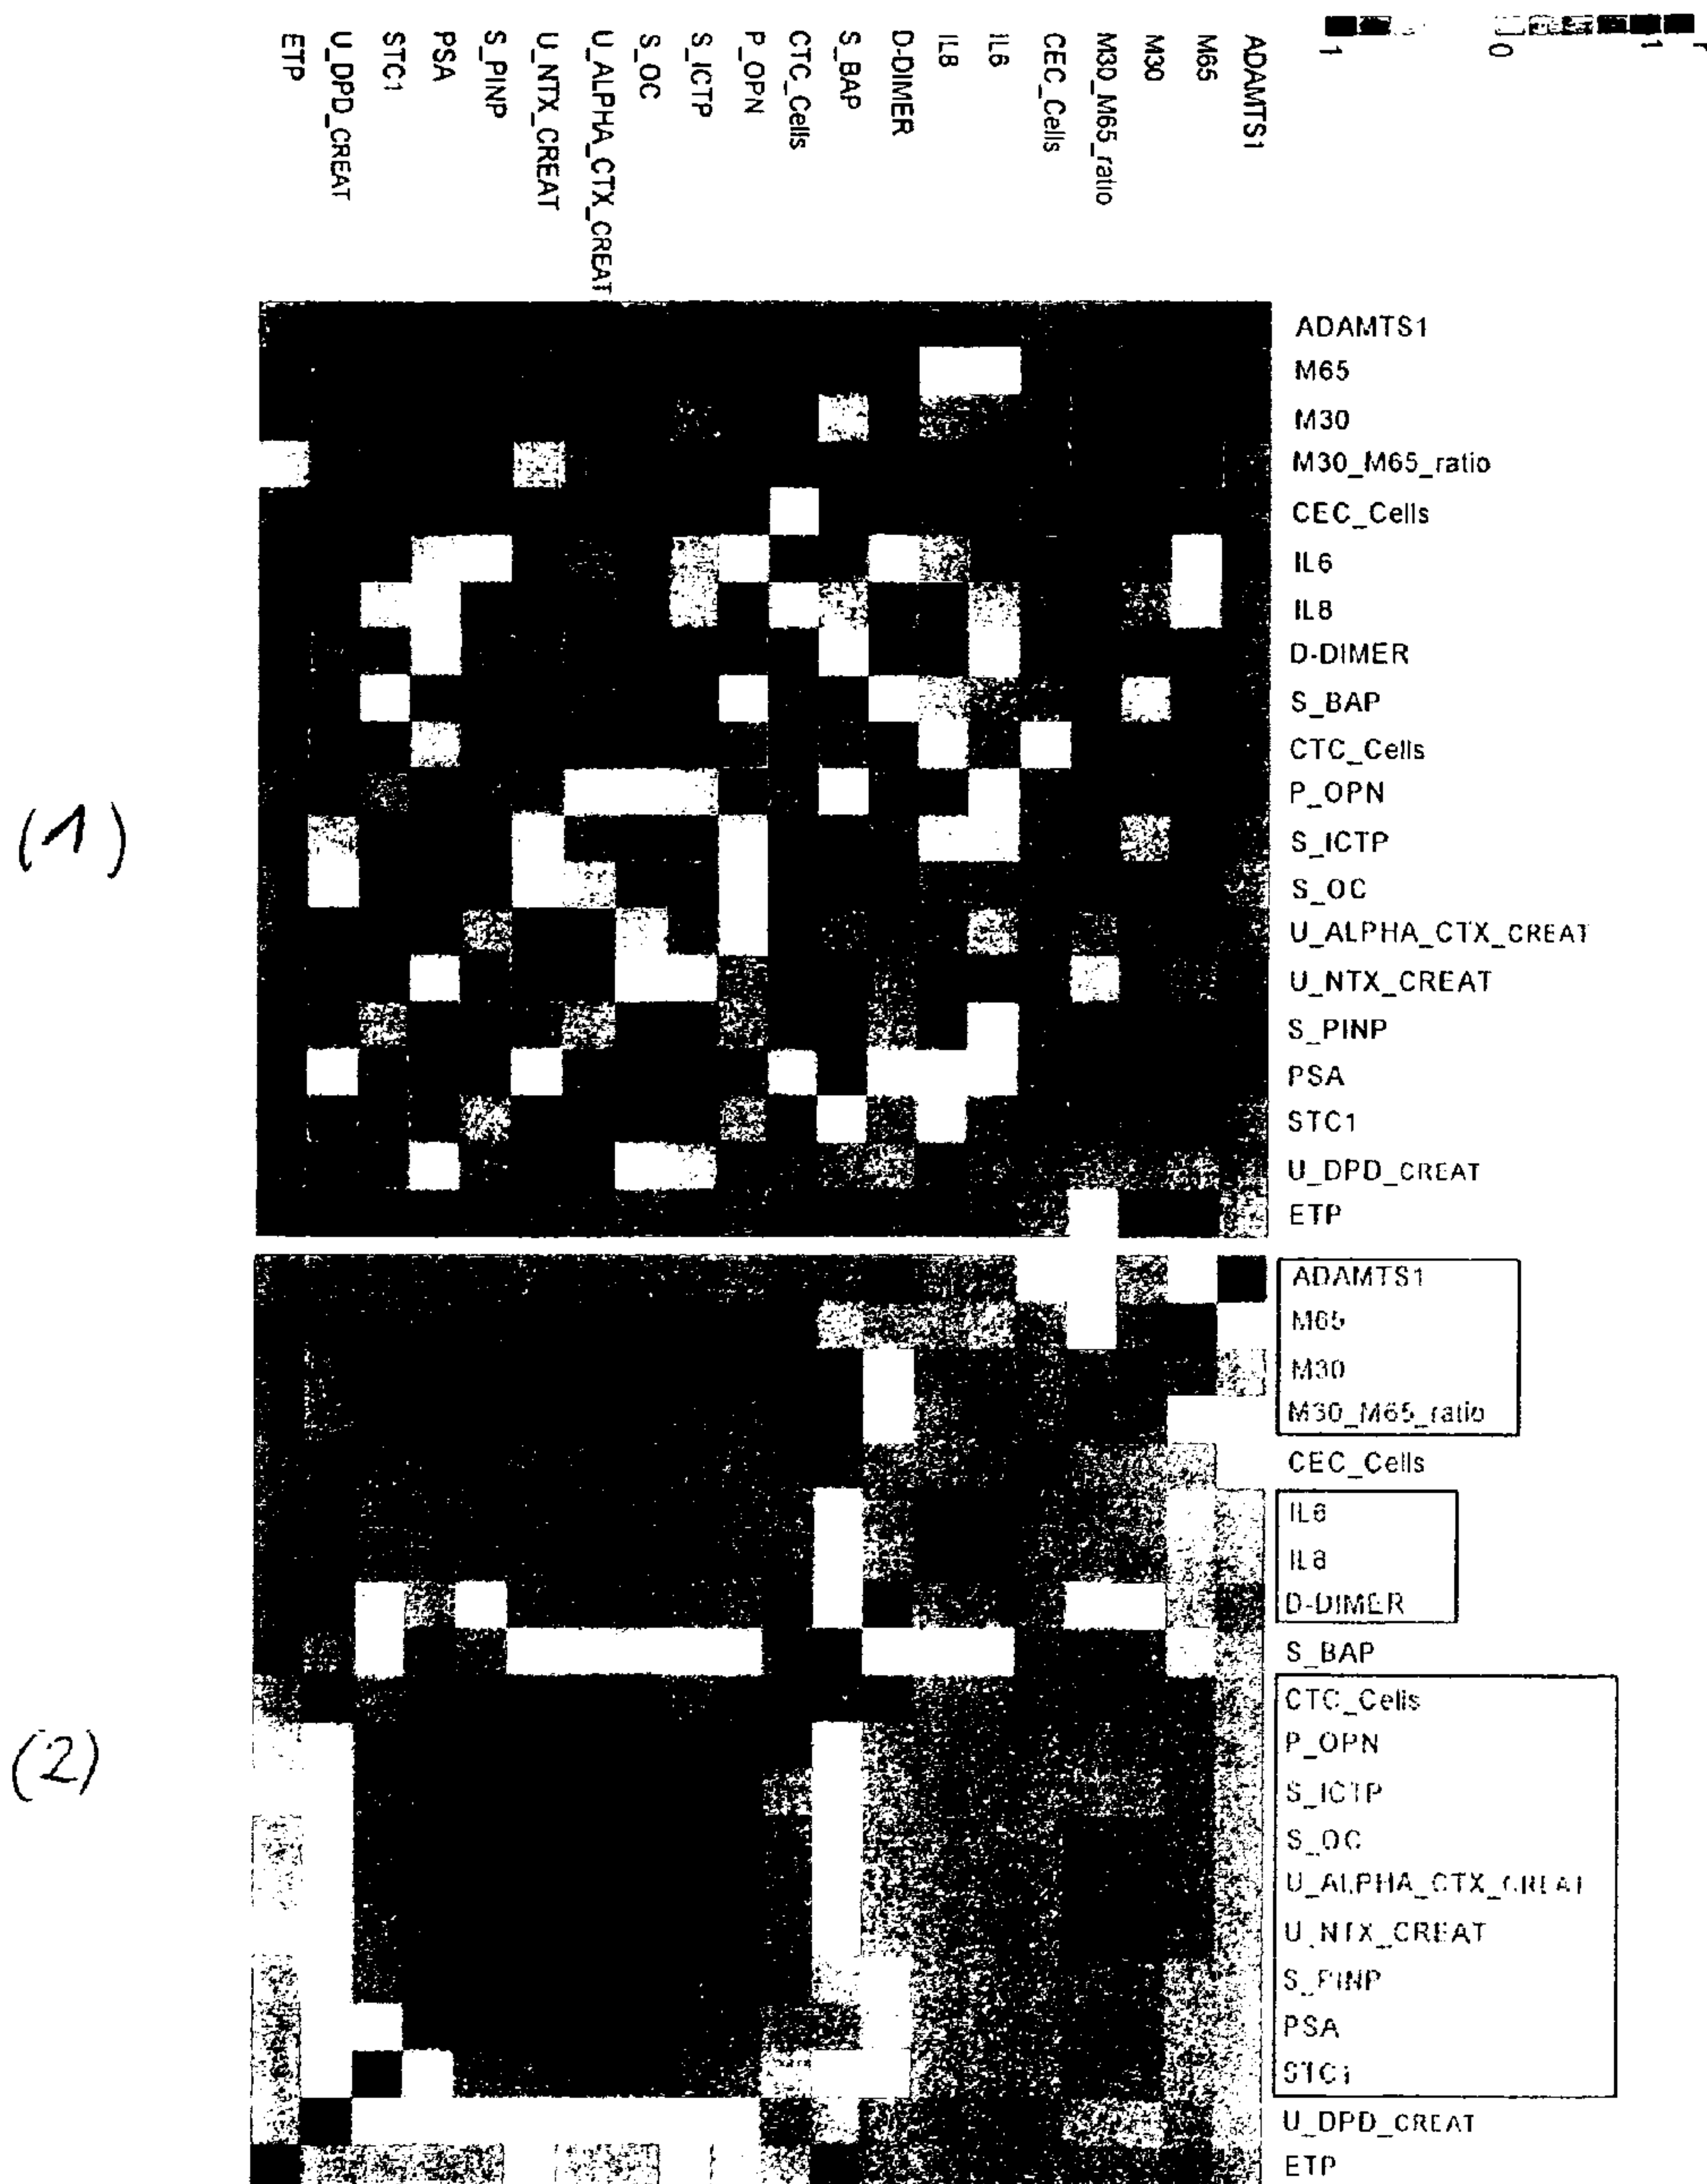 ETP
U_DPD_CREAT
STC1
PSA
S_PINP
U_NTX_CREAT
U_ALPHA_CTX_CREAT
S_OC
S_ICTP
P_OPN
CTC_Cells
S_BAP
D-DIMER
IL8
IL6
CEC_Cells
M30_M65_ratio
M30
M65
ADAMTS1
1 0 1 r
ADAMTS1
M65
M30
M30_M65_ratio
CEC_Cells
IL6
IL8
D-DIMER
S_BAP
CTC_Cells
P_OPN
S_ICTP
S_OC
U_ALPHA_CTX_CREAT
U_NTX_CREAT
S_PINP
PSA
STC1
U_DPD_CREAT
ETP
(1)
ADAMTS1
M65
M30
M30_M65_ratio
CEC_Cells
IL6
IL8
D-DIMER
S_BAP
CTC_Cells
P_OPN
S_ICTP
S_OC
U_ALPHA_CTX_CREAT
U_NTX_CREAT
S_PINP
PSA
STC1
U_DPD_CREAT
ETP
(2)